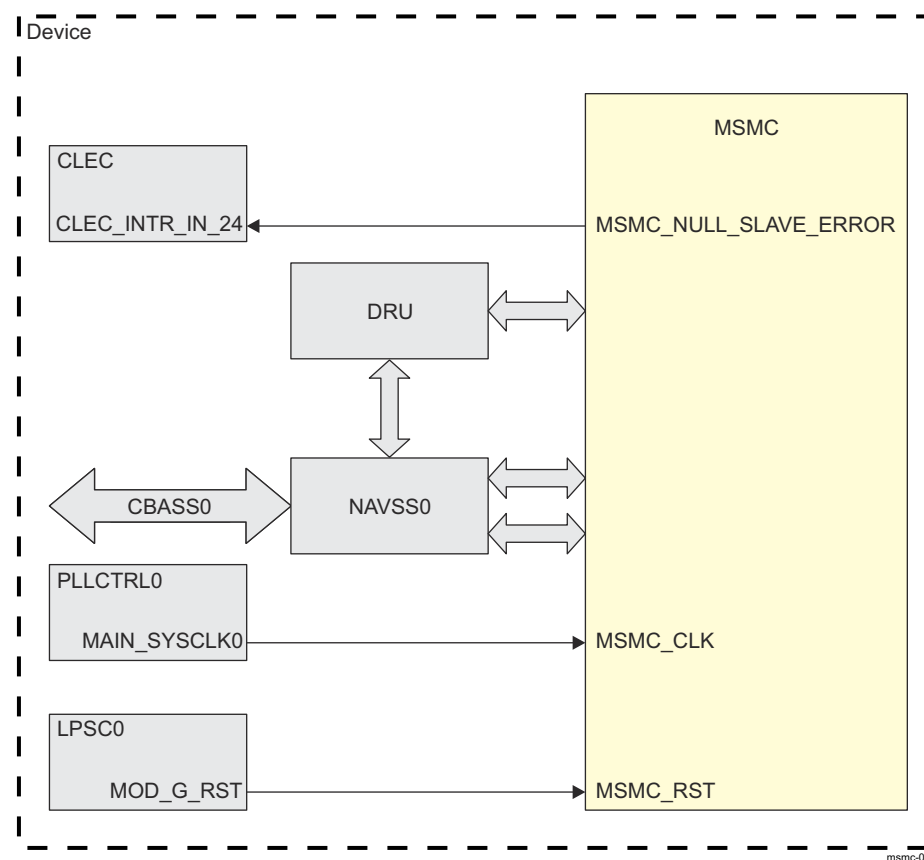 Device
MSMC
CLEC
CLEC_INTR_IN_24
MSMC_NULL_SLAVE_ERROR
DRU
CBASS0
NAVSS0
PLLCTRL0
MAIN_SYSCLK0
MSMC_CLK
LPSC0
MOD_G_RST
MSMC_RST